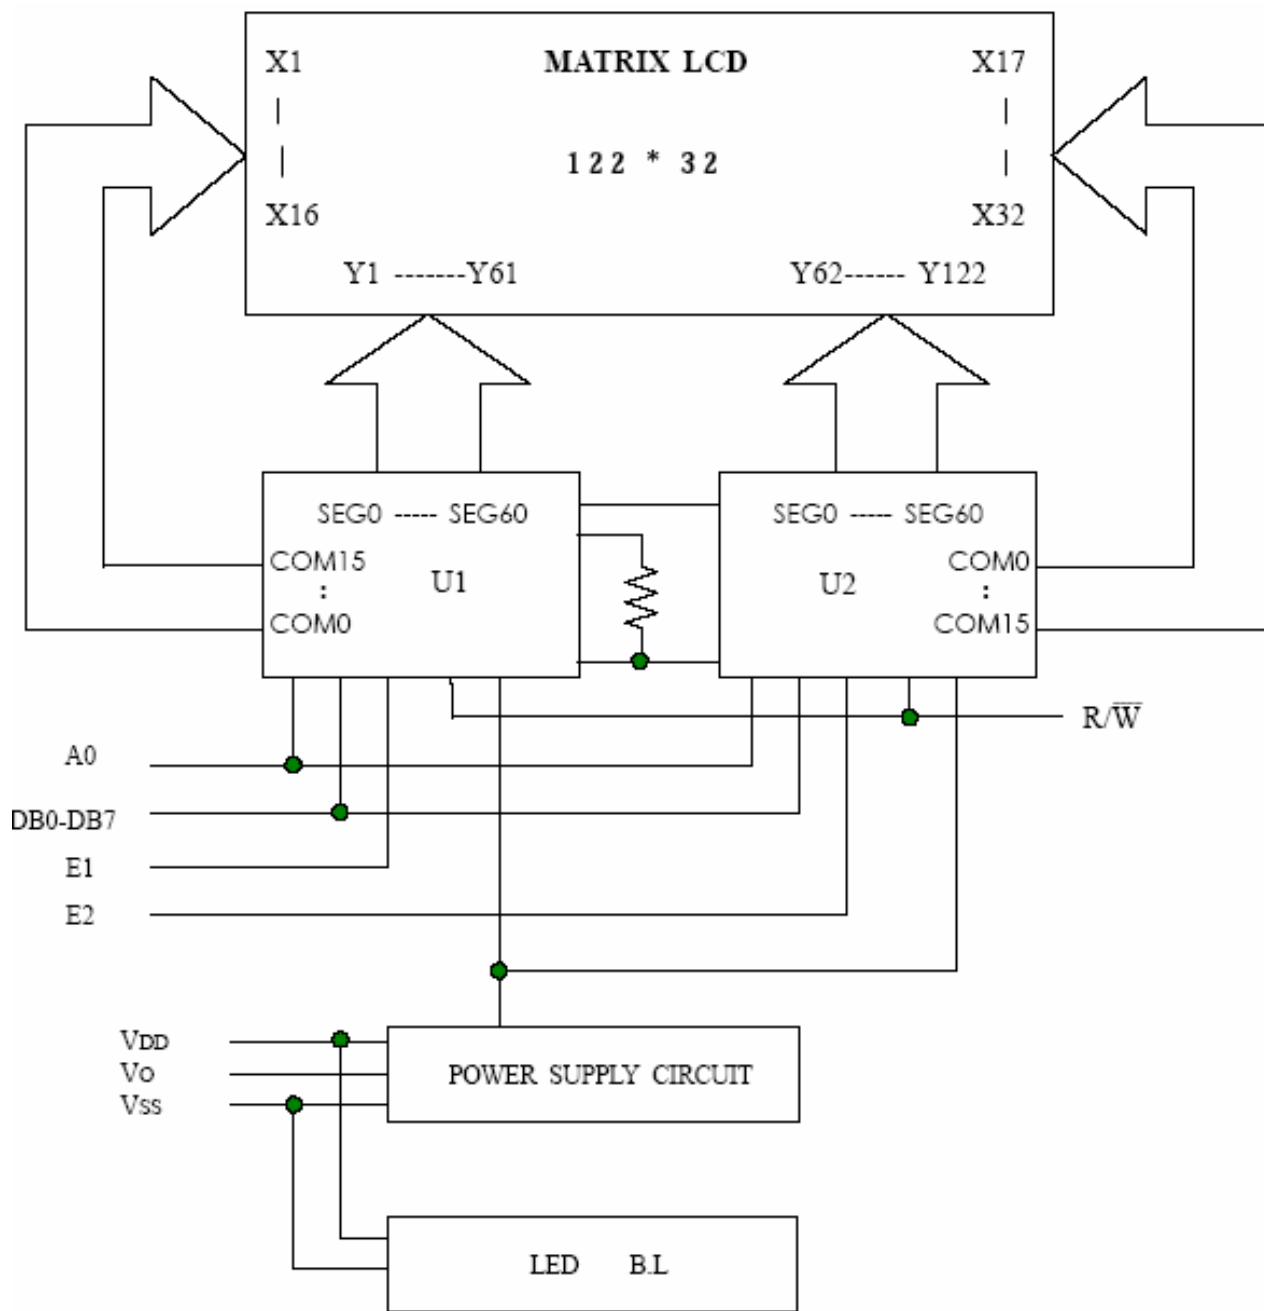 X1 MATRIX LCD X17
| |
| 122 * 32 |
X16 X32
Y1 -------Y61 Y62------ Y122
SEG0 ----- SEG60 SEG0 ----- SEG60
COM15 COM0
: U1 U2 :
COM0 COM15
R/W̅
A0
DB0-DB7
E1
E2
VDD
VO POWER SUPPLY CIRCUIT
VSS
LED B.L